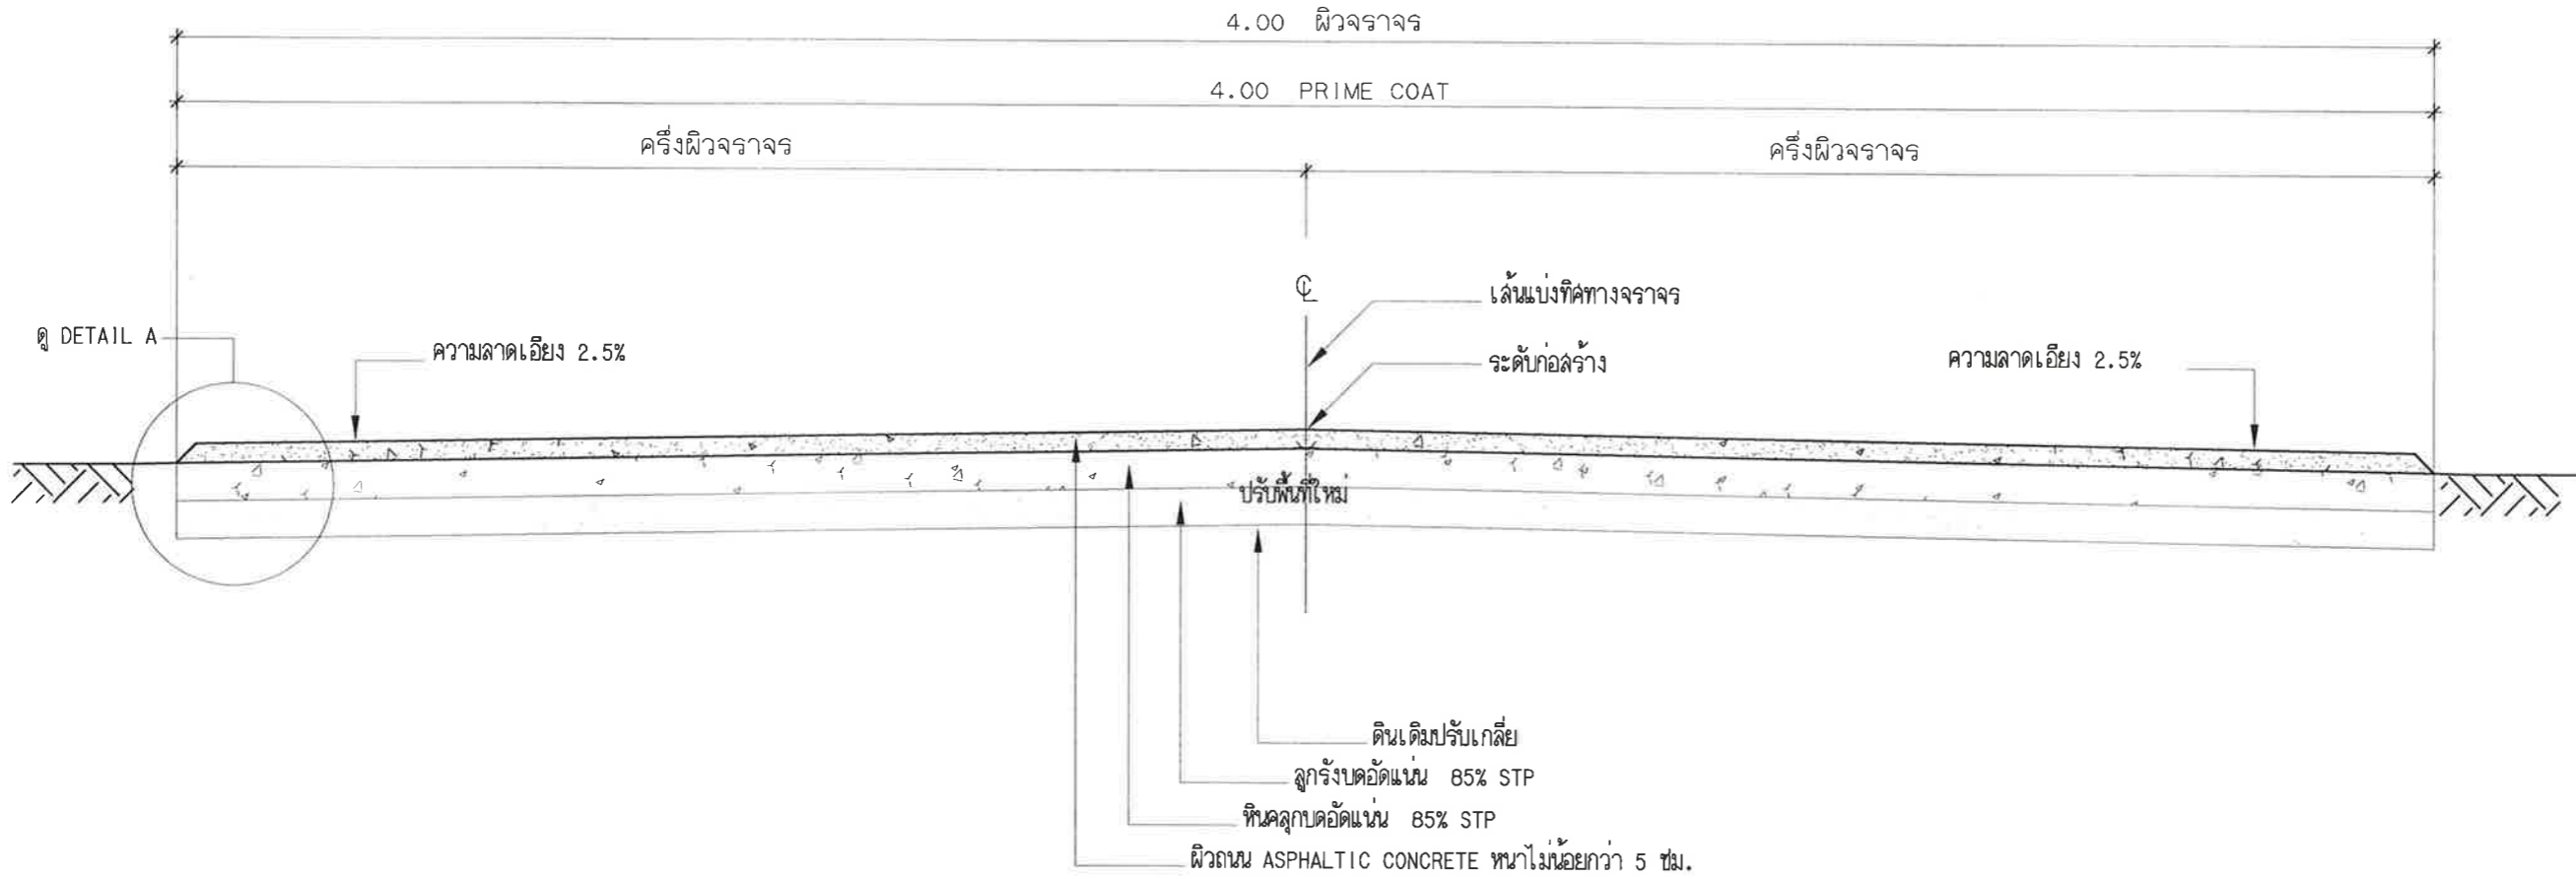 4.00 ผิวจราจร
4.00 PRIME COAT
ครึ่งผิวจราจร
ครึ่งผิวจราจร
℄
เส้นแบ่งทิศทางจราจร
ดู DETAIL A
ความลาดเอียง 2.5%
ระดับก่อสร้าง
ความลาดเอียง 2.5%
ปรับพื้นที่ใหม่
ดินเดิมปรับเกลี่ย
ลูกรังบดอัดแน่น 85% STP
หินคลุกบดอัดแน่น 85% STP
ผิวถนน ASPHALTIC CONCRETE หนาไม่น้อยกว่า 5 ซม.